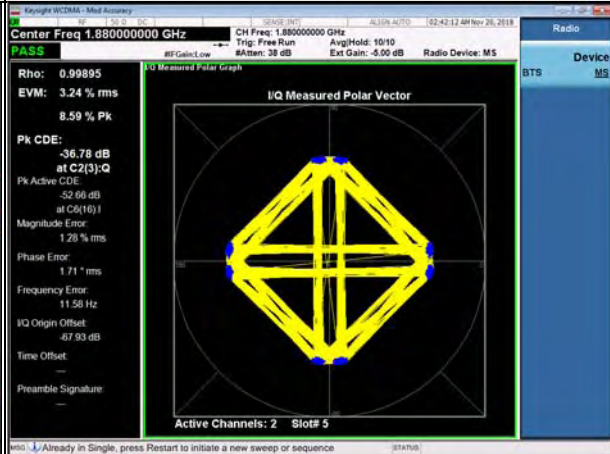 Keysight WCDMA - Mod Accuracy
RF 50 Ω DC SENSE:INT ALIGN AUTO 02:42:12 AM Nov 26, 2018
Center Freq 1.880000000 GHz
CH Freq: 1.880000000 GHz
Trig: Free Run Avg|Hold: 10/10
PASS #IFGain:Low #Atten: 38 dB Ext Gain: -5.00 dB Radio Device: MS
Radio
Device
BTS MS
I/Q Measured Polar Graph
I/Q Measured Polar Vector
Rho: 0.99895
EVM: 3.24 % rms
8.59 % Pk
Pk CDE:
-36.78 dB
at C2(3):Q
Pk Active CDE:
-52.66 dB
at C6(16):I
Magnitude Error:
1.28 % rms
Phase Error:
1.71 ° rms
Frequency Error:
11.58 Hz
I/Q Origin Offset:
-67.93 dB
Time Offset:
—
Preamble Signature:
—
Active Channels: 2 Slot# 5
MSG Already in Single, press Restart to initiate a new sweep or sequence STATUS